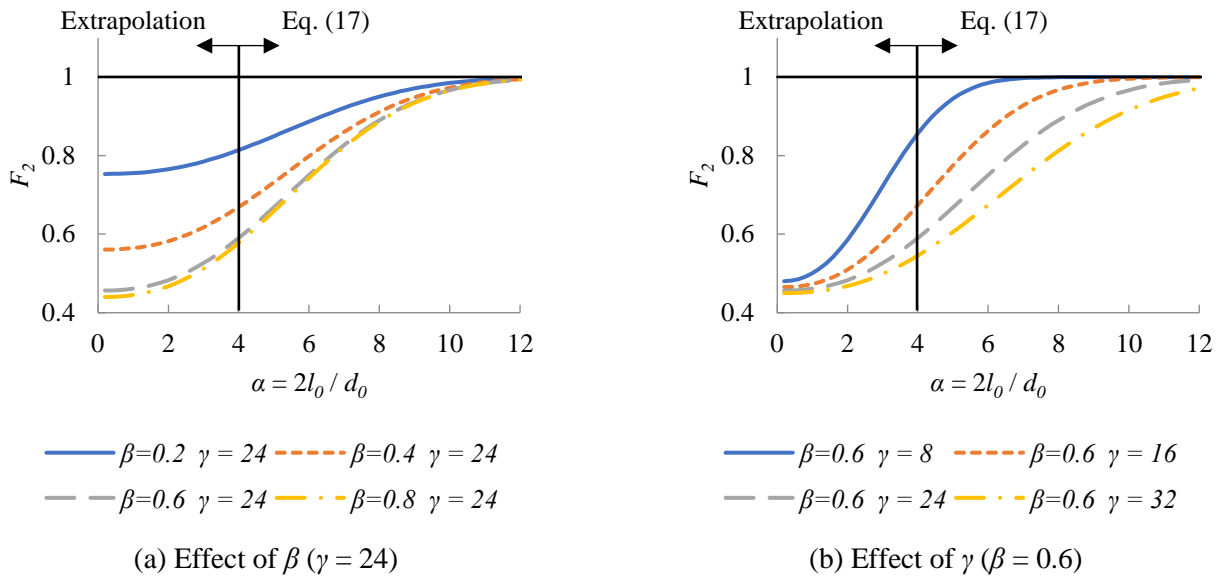 Extrapolation Eq. (17)
1
0.8
0.6
0.4
F2
0 2 4 6 8 10 12
α = 2l0 / d0
β=0.2 γ = 24 β=0.4 γ = 24
β=0.6 γ = 24 β=0.8 γ = 24
(a) Effect of β (γ = 24)
Extrapolation Eq. (17)
1
0.8
0.6
0.4
F2
0 2 4 6 8 10 12
α = 2l0 / d0
β=0.6 γ = 8 β=0.6 γ = 16
β=0.6 γ = 24 β=0.6 γ = 32
(b) Effect of γ (β = 0.6)